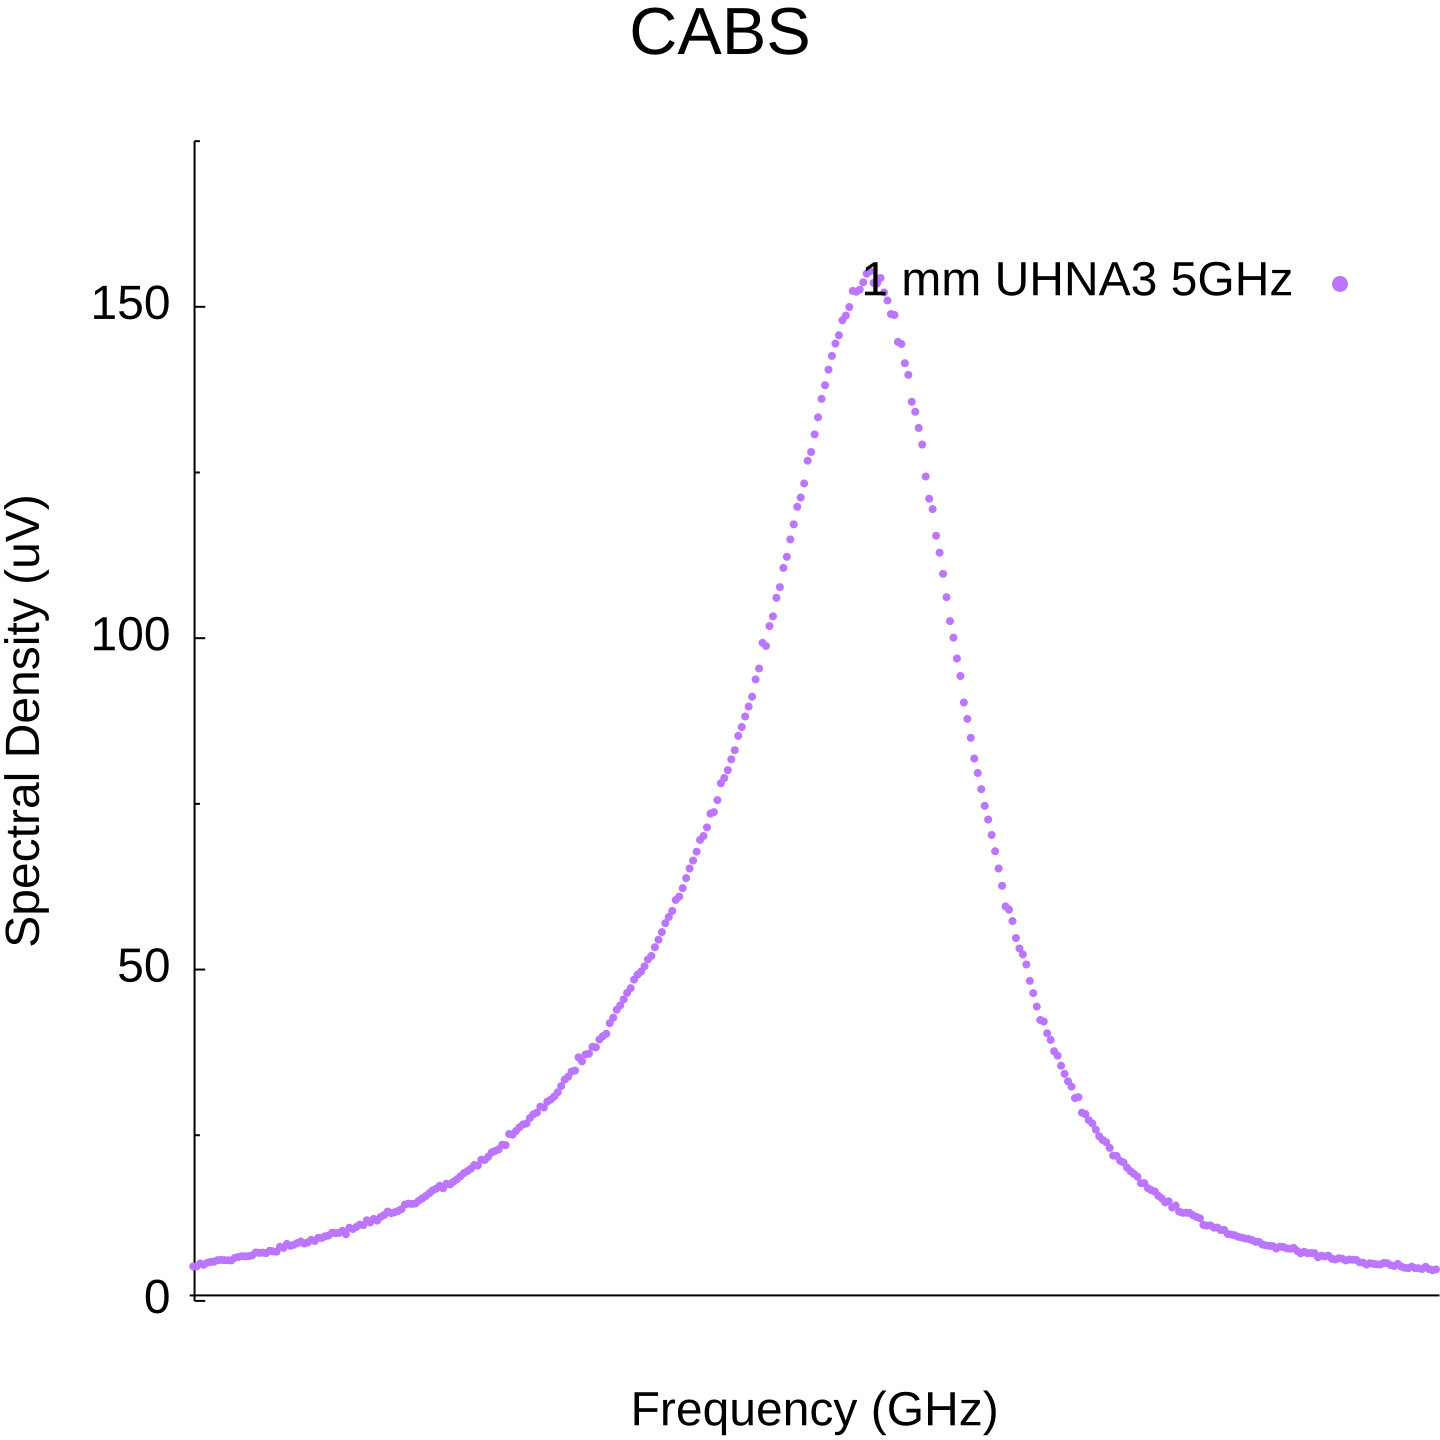 CABS
1 mm UHNA3 5GHz
150
100
50
0
Spectral Density (uV)
Frequency (GHz)